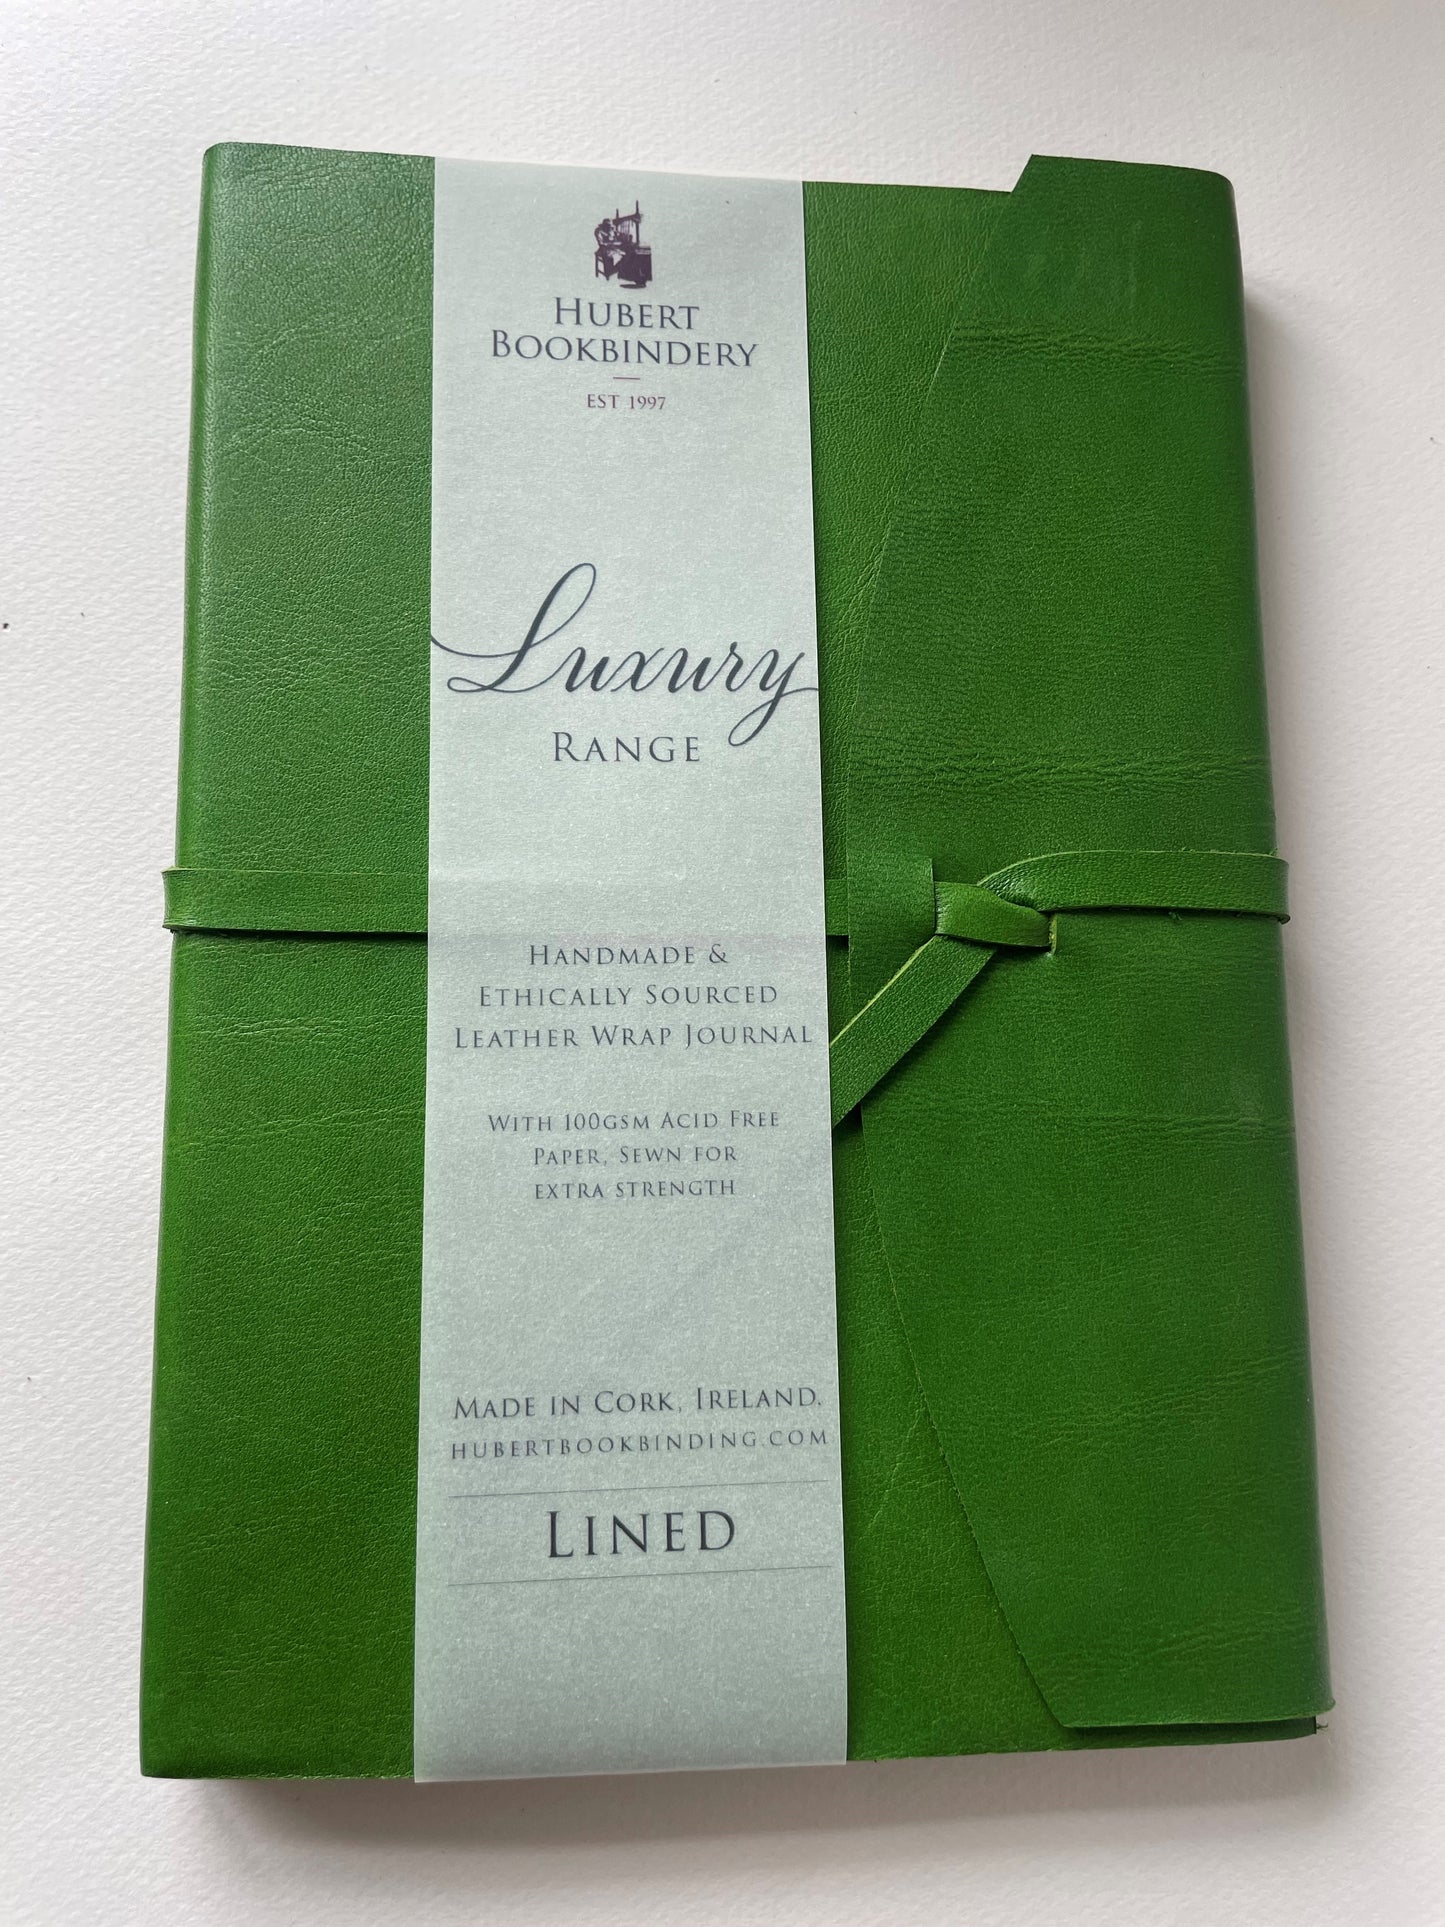 HUBERT
BOOKBINDERY
EST 1997
Luxury
RANGE
HANDMADE &
ETHICALLY SOURCED
LEATHER WRAP JOURNAL
WITH 100GSM ACID FREE
PAPER, SEWN FOR
EXTRA STRENGTH
MADE IN CORK, IRELAND.
HUBERTBOOKBINDING.COM
LINED